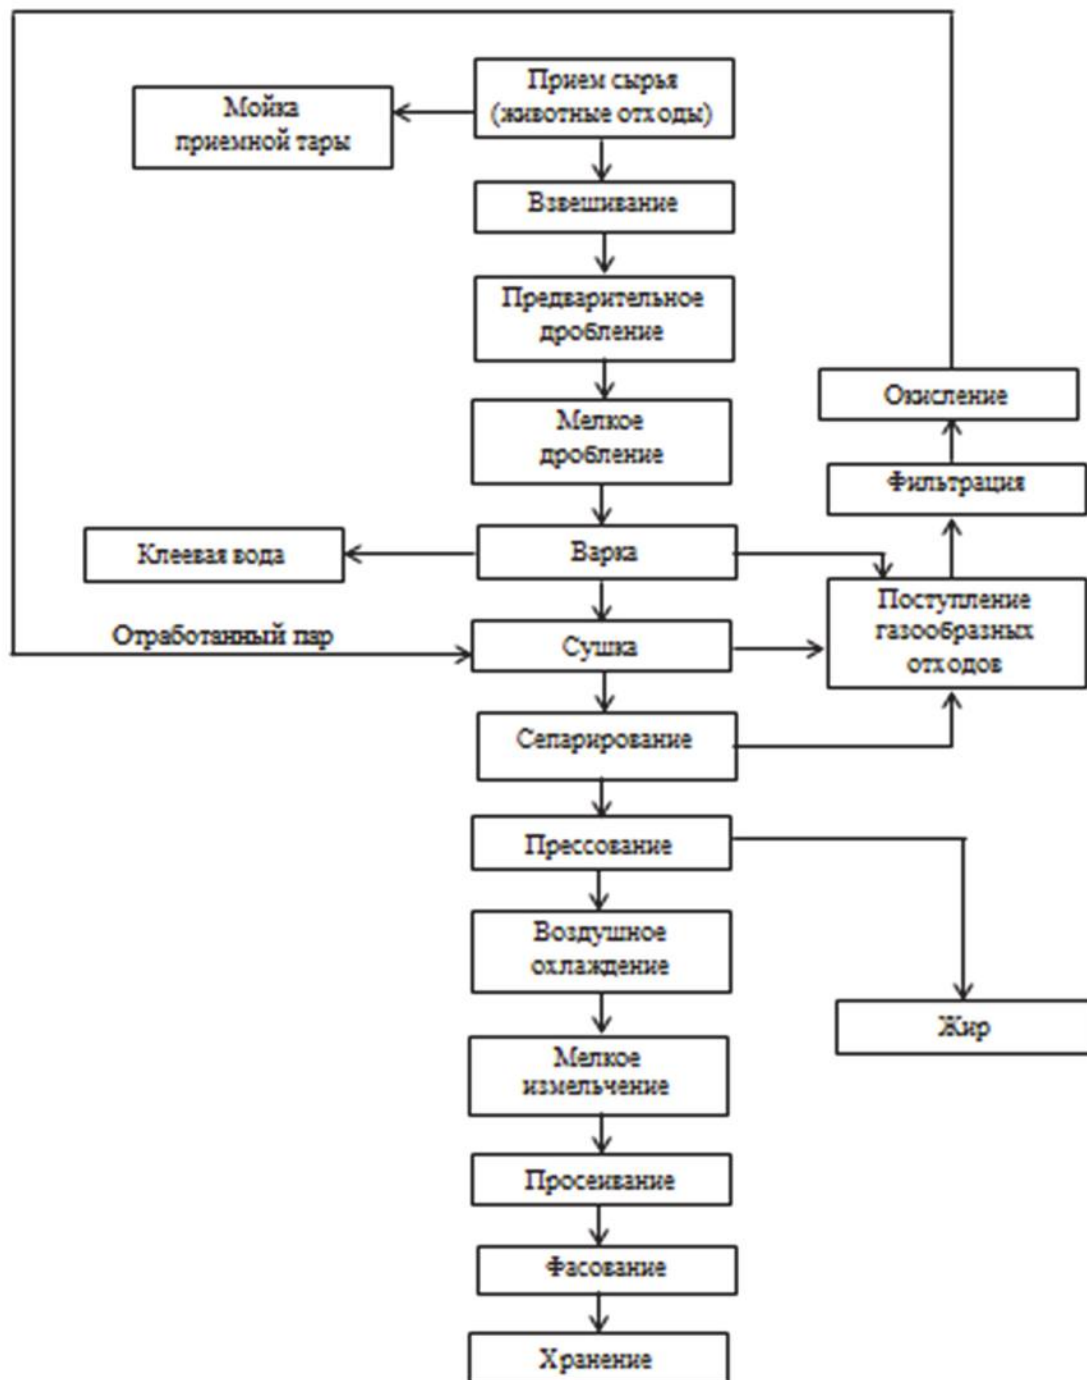 Прием сырья
(животные отходы)
Мойка
приемной тары
Взвешивание
Предварительное
дробление
Окисление
Мелкое
дробление
Фильтрация
Клеевая вода
Варка
Поступление
газообразных
отходов
Отработанный пар
Сушка
Сепарирование
Прессование
Воздушное
охлаждение
Жир
Мелкое
измельчение
Просеивание
Фасование
Хранение